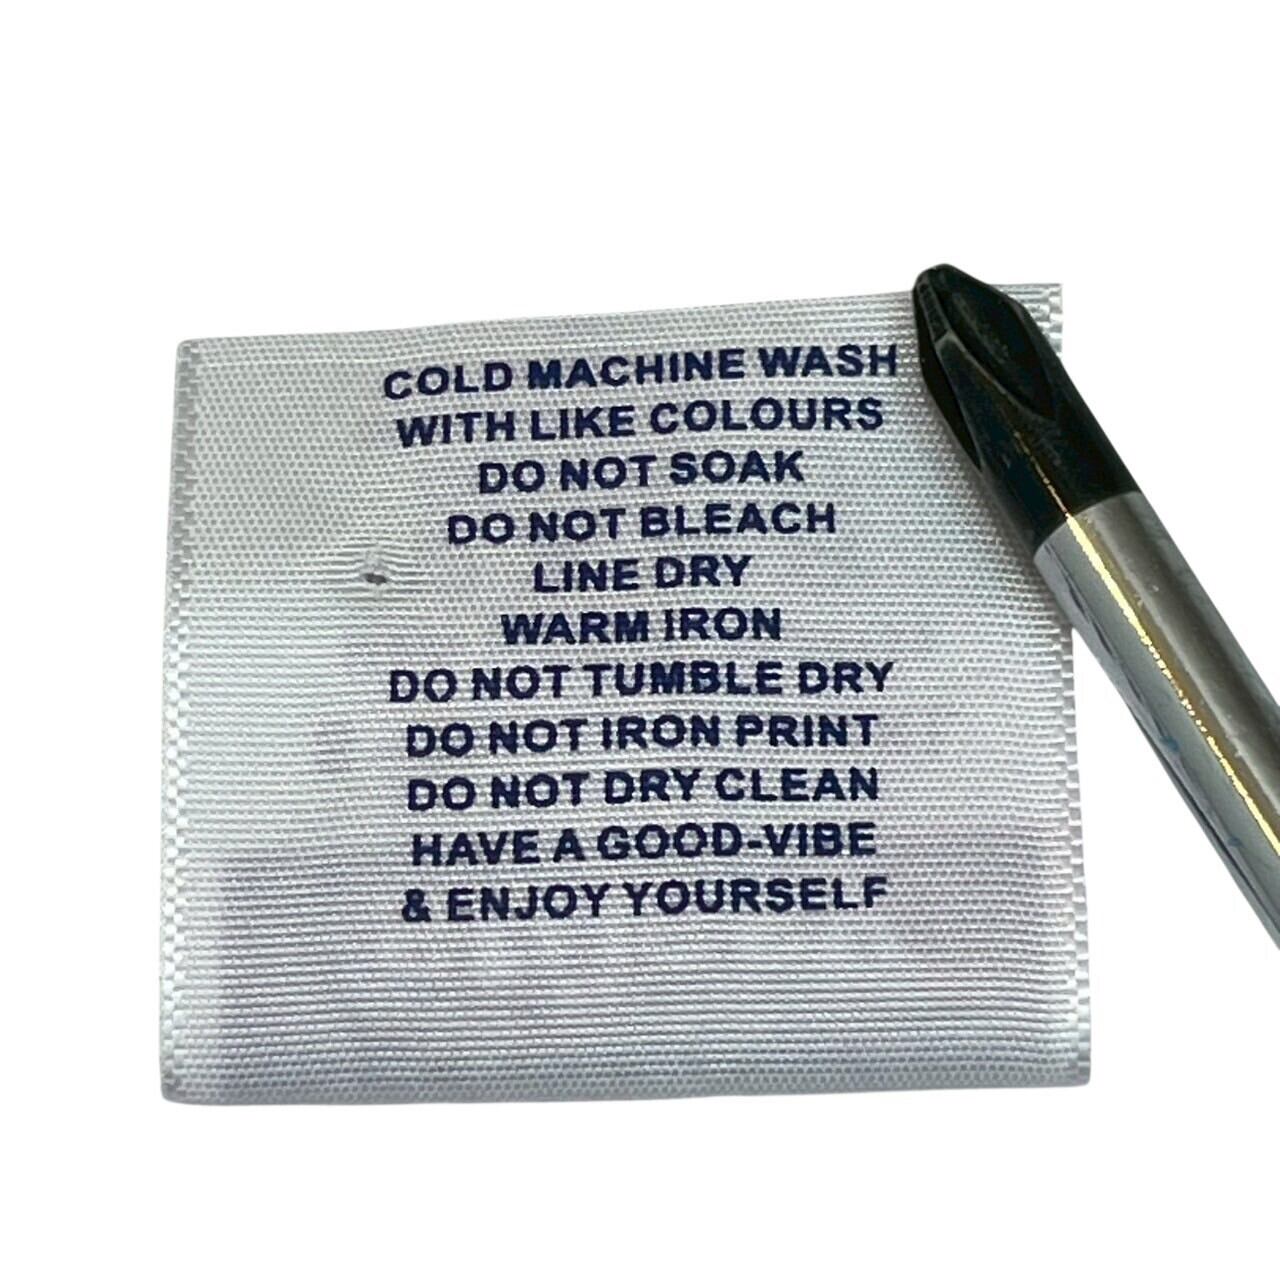 COLD MACHINE WASH
WITH LIKE COLOURS
DO NOT SOAK
DO NOT BLEACH
LINE DRY
WARM IRON
DO NOT TUMBLE DRY
DO NOT IRON PRINT
DO NOT DRY CLEAN
HAVE A GOOD-VIBE
& ENJOY YOURSELF